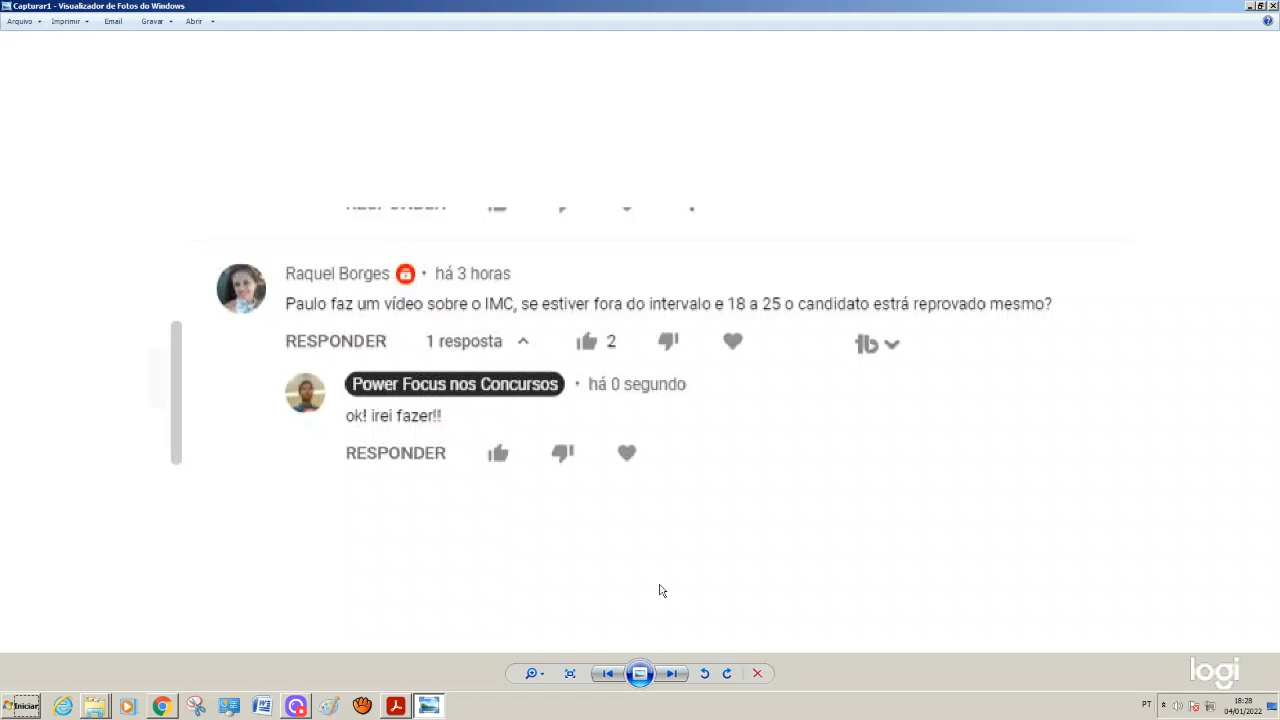 Capturar1 - Visualizador de Fotos do Windows
Arquivo Imprimir Email Gravar Abrir
Raquel Borges • há 3 horas
Paulo faz um vídeo sobre o IMC, se estiver fora do intervalo e 18 a 25 o candidato estrá reprovado mesmo?
RESPONDER 1 resposta 2
Power Focus nos Concursos • há 0 segundo
ok! irei fazer!!
RESPONDER
logi
Iniciar PT 18:28
04/01/2022